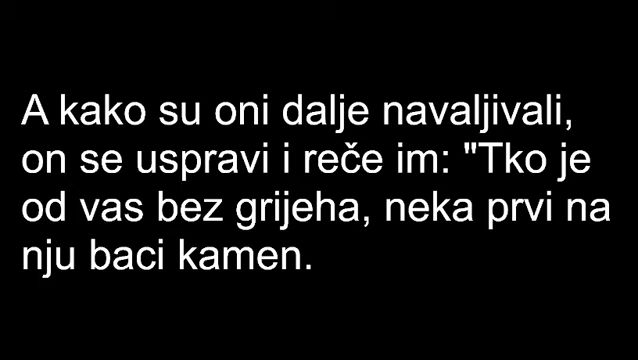 A kako su oni dalje navaljivali,
on se uspravi i reče im: "Tko je
od vas bez grijeha, neka prvi na
nju baci kamen.